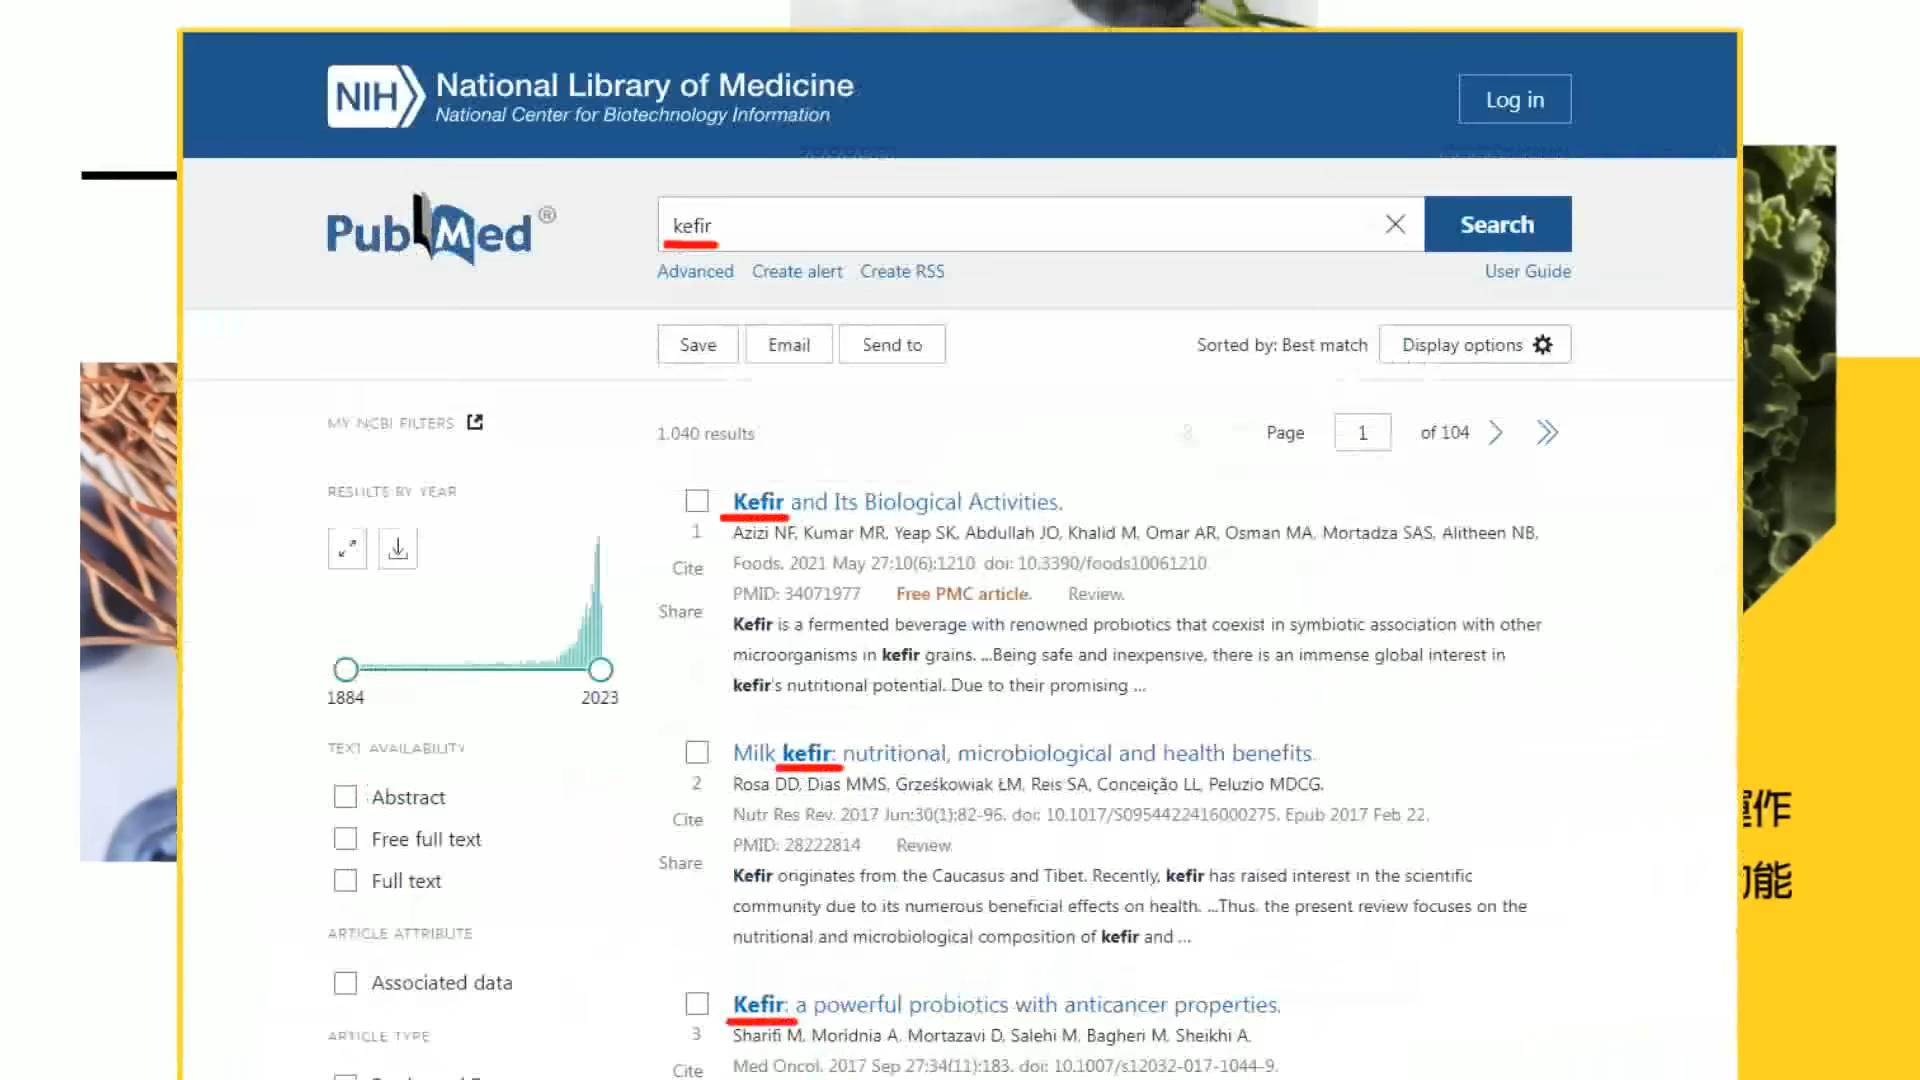 NIH National Library of Medicine
National Center for Biotechnology Information
Log in
PubMed®
kefir
Search
Advanced Create alert Create RSS
User Guide
Save Email Send to
Sorted by: Best match Display options
MY NCBI FILTERS
1.040 results
Page 1 of 104
RESULTS BY YEAR
1884 2023
TEXT AVAILABILITY
Abstract
Free full text
Full text
ARTICLE ATTRIBUTE
Associated data
ARTICLE TYPE
Kefir and Its Biological Activities.
1
Azizi NF, Kumar MR, Yeap SK, Abdullah JO, Khalid M, Omar AR, Osman MA, Mortadza SAS, Alitheen NB.
Cite
Foods. 2021 May 27;10(6):1210. doi: 10.3390/foods10061210.
PMID: 34071977 Free PMC article. Review.
Share
Kefir is a fermented beverage with renowned probiotics that coexist in symbiotic association with other
microorganisms in kefir grains. ...Being safe and inexpensive, there is an immense global interest in
kefir's nutritional potential. Due to their promising ...
Milk kefir: nutritional, microbiological and health benefits.
2
Rosa DD, Dias MMS, Grześkowiak ŁM, Reis SA, Conceição LL, Peluzio MDCG.
Cite
Nutr Res Rev. 2017 Jun;30(1):82-96. doi: 10.1017/S0954422416000275. Epub 2017 Feb 22.
PMID: 28222814 Review.
Share
Kefir originates from the Caucasus and Tibet. Recently, kefir has raised interest in the scientific
community due to its numerous beneficial effects on health. ...Thus, the present review focuses on the
nutritional and microbiological composition of kefir and ...
Kefir: a powerful probiotics with anticancer properties.
3
Sharifi M, Moridnia A, Mortazavi D, Salehi M, Bagheri M, Sheikhi A.
Cite
Med Oncol. 2017 Sep 27;34(11):183. doi: 10.1007/s12032-017-1044-9.
作
能